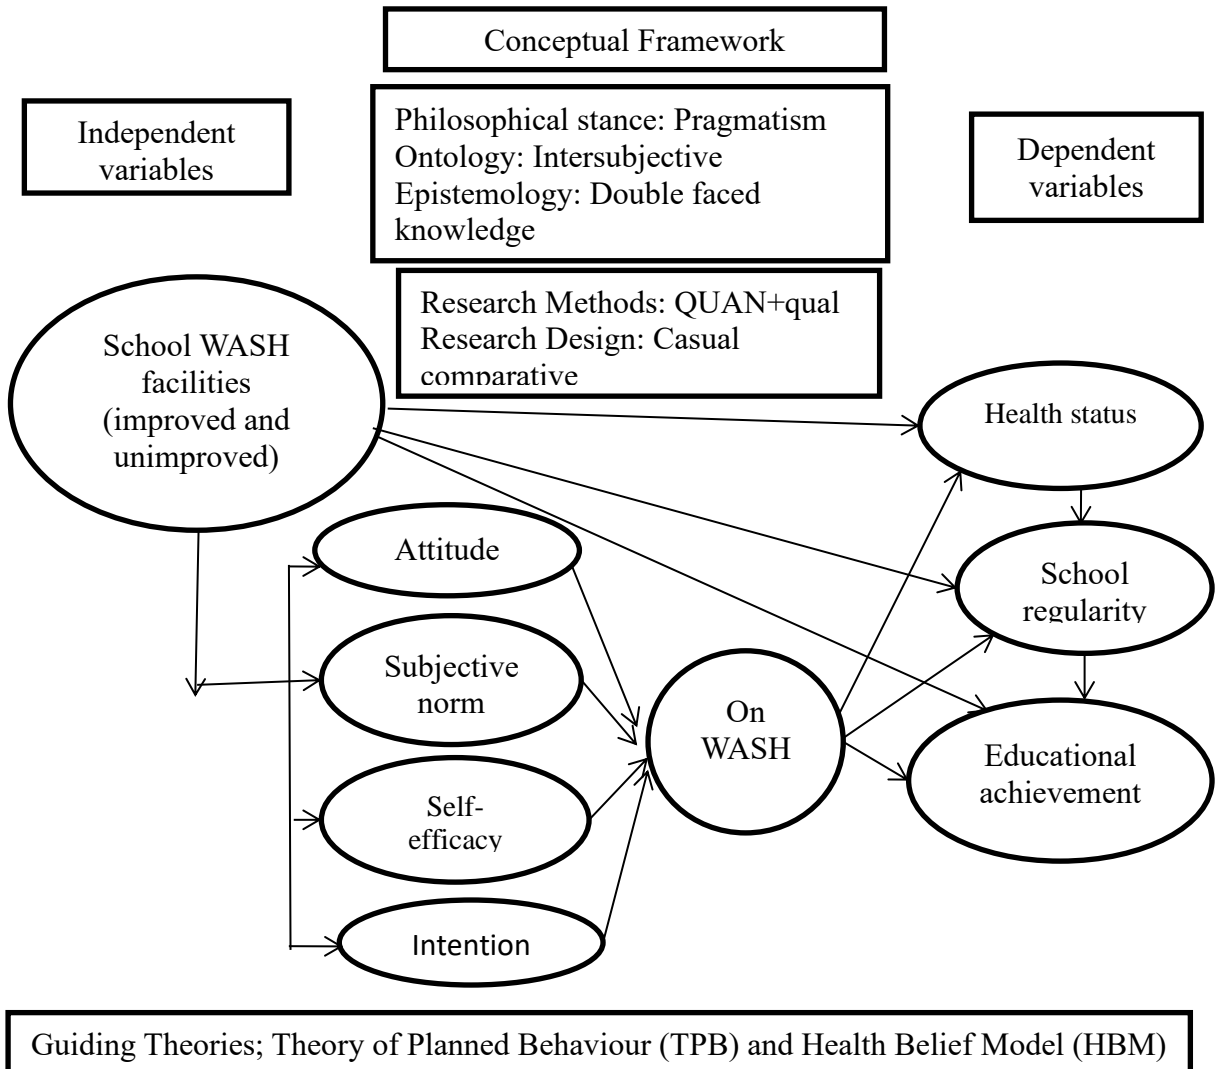 Conceptual Framework
Independent
variables
Philosophical stance: Pragmatism
Ontology: Intersubjective
Epistemology: Double faced
knowledge
Dependent
variables
Research Methods: QUAN+qual
Research Design: Casual
comparative
School WASH
facilities
(improved and
unimproved)
Health status
Attitude
School
regularity
Subjective
norm
On
WASH
Educational
achievement
Self-
efficacy
Intention
Guiding Theories; Theory of Planned Behaviour (TPB) and Health Belief Model (HBM)